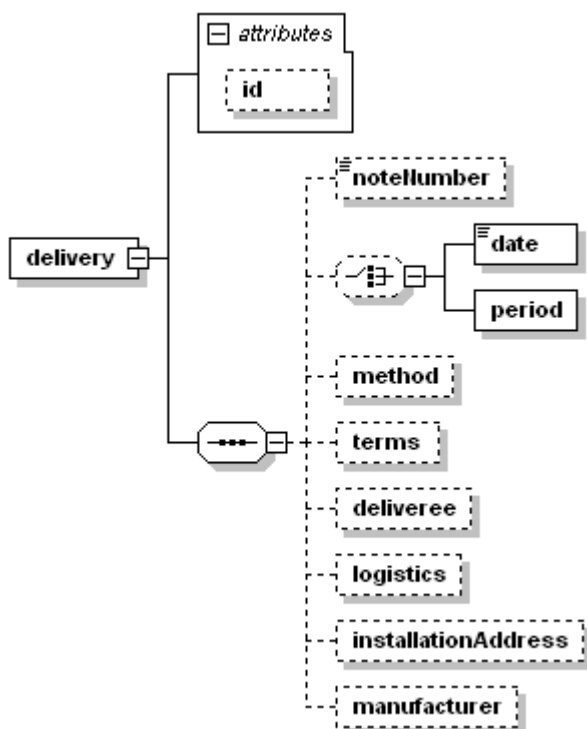 attributes
id
noteNumber
date
delivery
period
method
terms
deliveree
logistics
installationAddress
manufacturer